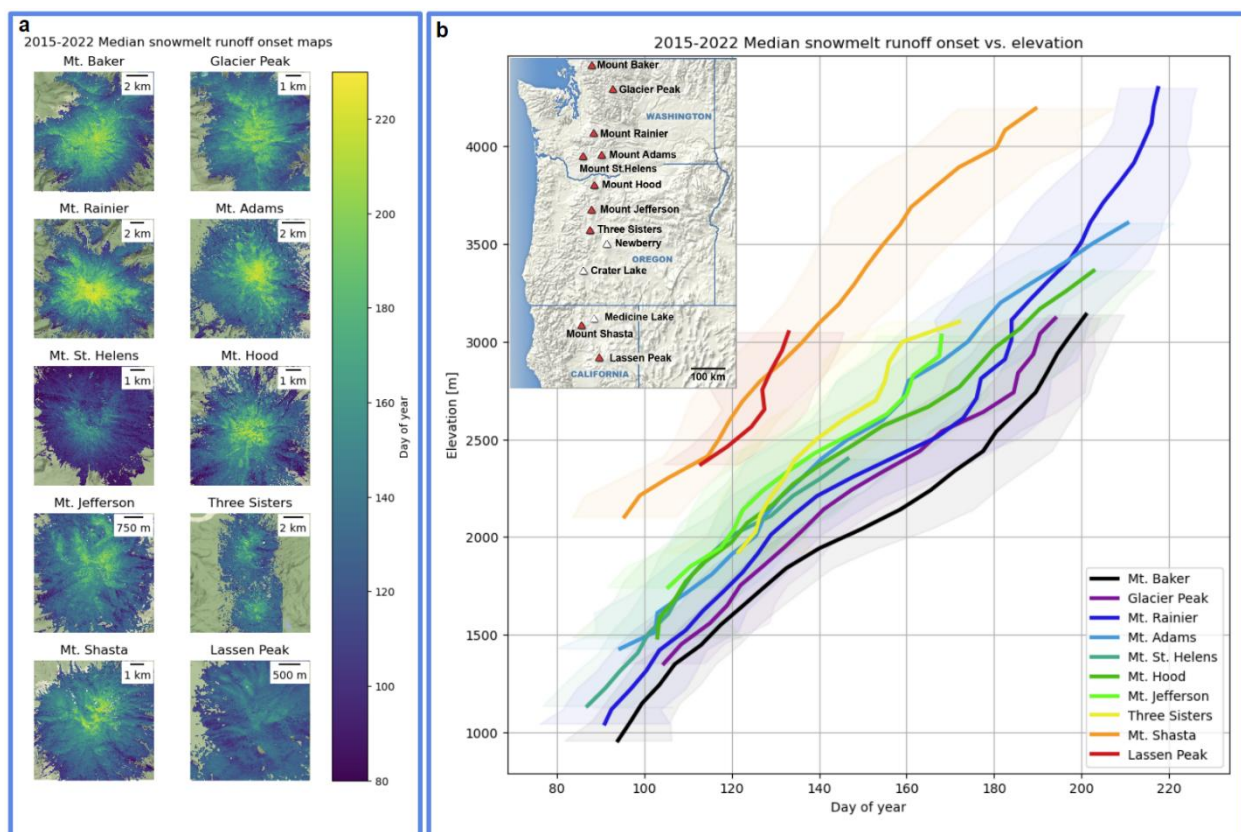 a
2015-2022 Median snowmelt runoff onset maps
Mt. Baker
2 km
Glacier Peak
1 km
Mt. Rainier
2 km
Mt. Adams
2 km
Mt. St. Helens
1 km
Mt. Hood
1 km
Mt. Jefferson
750 m
Three Sisters
2 km
Mt. Shasta
1 km
Lassen Peak
500 m
220
200
180
160
140
120
100
80
Day of year
b
2015-2022 Median snowmelt runoff onset vs. elevation
Mount Baker
Glacier Peak
WASHINGTON
Mount Rainier
Mount Adams
Mount St.Helens
Mount Hood
Mount Jefferson
Three Sisters
Newberry
OREGON
Crater Lake
Medicine Lake
Mount Shasta
Lassen Peak
CALIFORNIA
100 km
Elevation [m]
4000
3500
3000
2500
2000
1500
1000
80
100
120
140
160
180
200
220
Day of year
Mt. Baker
Glacier Peak
Mt. Rainier
Mt. Adams
Mt. St. Helens
Mt. Hood
Mt. Jefferson
Three Sisters
Mt. Shasta
Lassen Peak